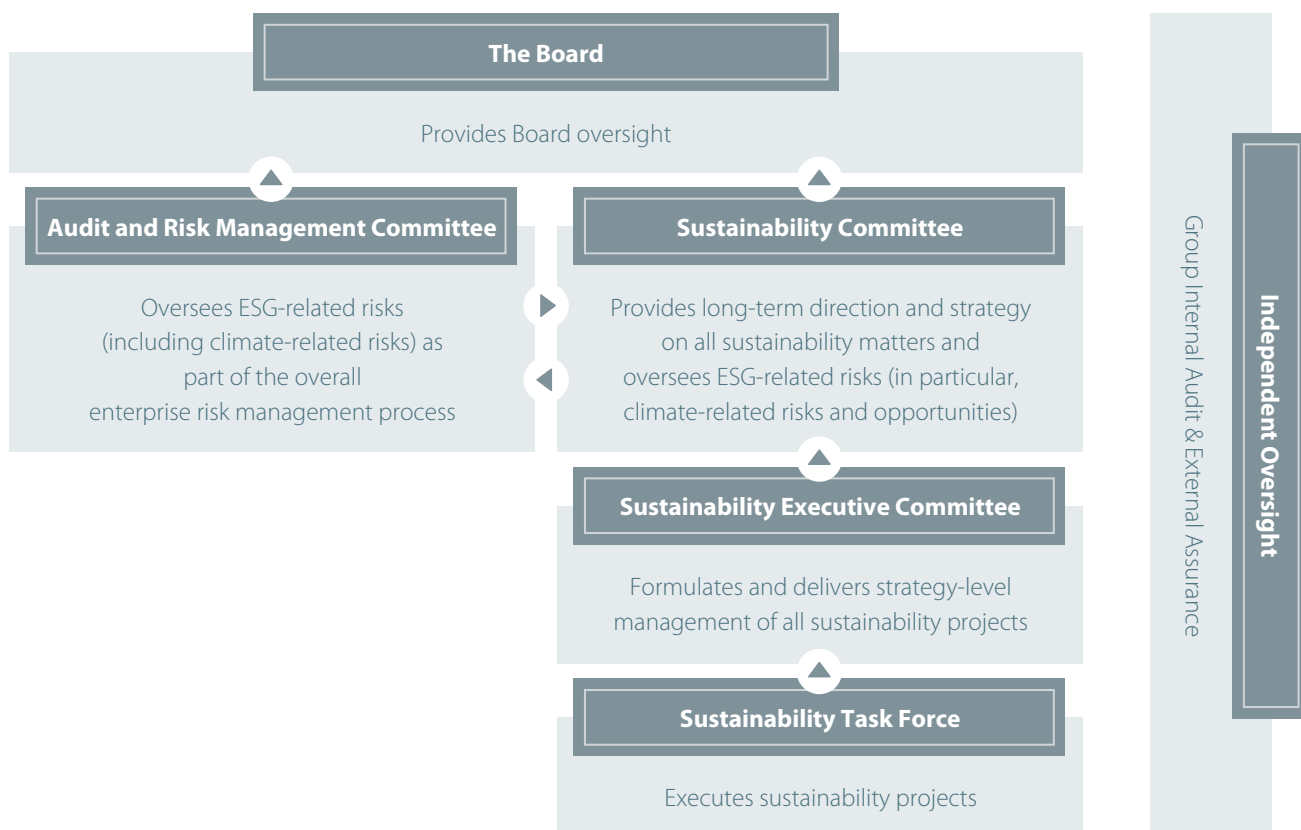 The Board
Provides Board oversight
Audit and Risk Management Committee
Oversees ESG-related risks
(including climate-related risks) as
part of the overall
enterprise risk management process
Sustainability Committee
Provides long-term direction and strategy
on all sustainability matters and
oversees ESG-related risks (in particular,
climate-related risks and opportunities)
Sustainability Executive Committee
Formulates and delivers strategy-level
management of all sustainability projects
Sustainability Task Force
Executes sustainability projects
Group Internal Audit & External Assurance
Independent Oversight